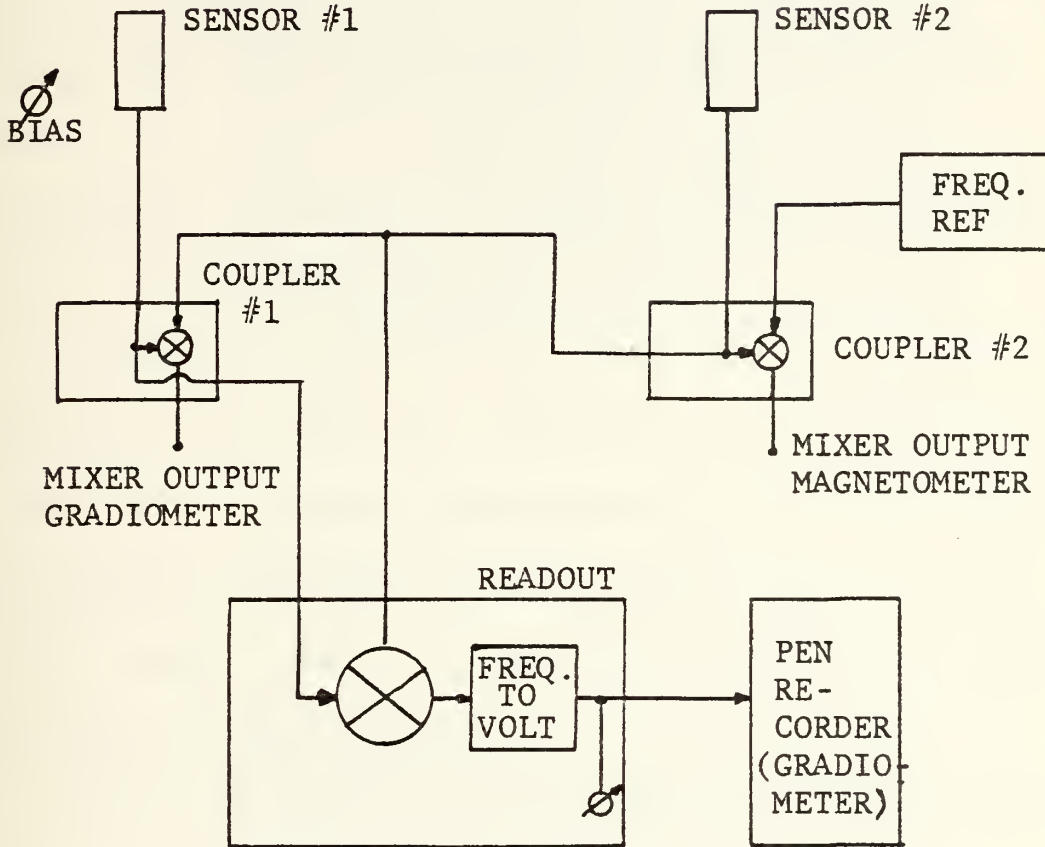 SENSOR #1
SENSOR #2
BIAS
FREQ.
REF
COUPLER
#1
COUPLER #2
MIXER OUTPUT
GRADIOMETER
MIXER OUTPUT
MAGNETOMETER
READOUT
FREQ.
TO
VOLT
PEN
RE-
CORDER
(GRADIO-
METER)